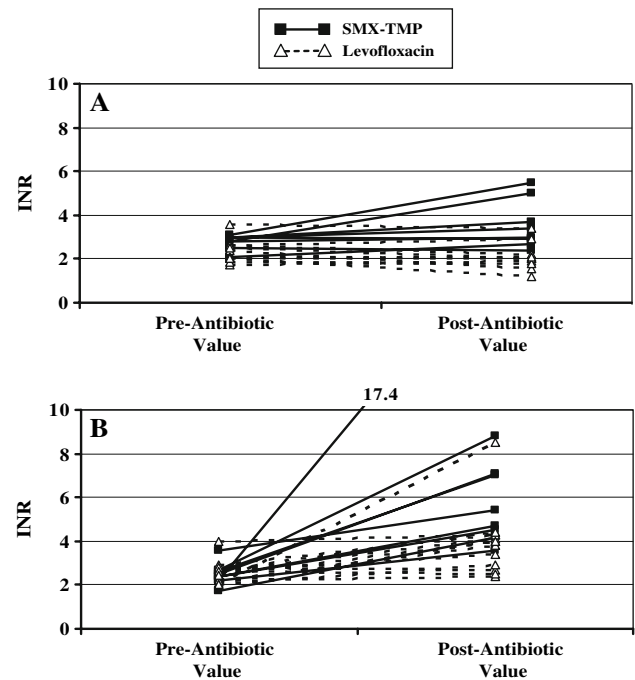 SMX-TMP
Levofloxacin
A
10
8
6
4
2
0
INR
Pre-Antibiotic
Value
Post-Antibiotic
Value
17.4
B
10
8
6
4
2
0
INR
Pre-Antibiotic
Value
Post-Antibiotic
Value